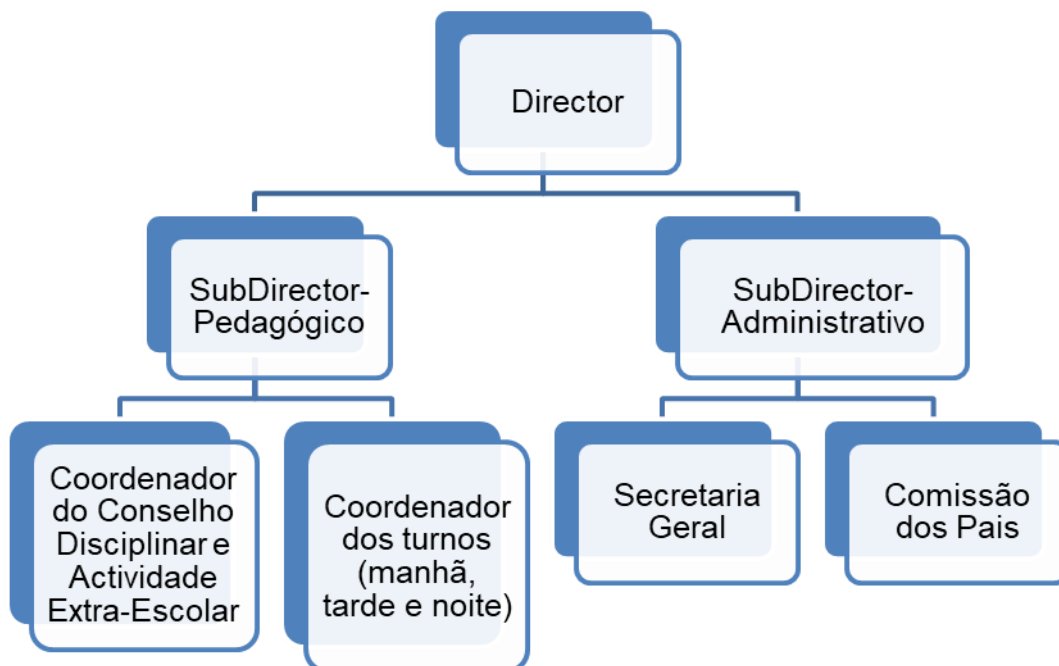 Director
SubDirector-
Pedagógico
SubDirector-
Administrativo
Coordenador
do Conselho
Disciplinar e
Actividade
Extra-Escolar
Coordenador
dos turnos
(manhã,
tarde e noite)
Secretaria
Geral
Comissão
dos Pais